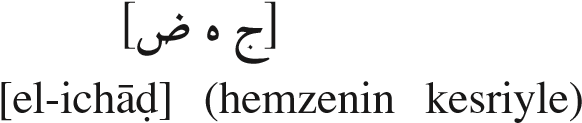 [ج ه ض]
[el-ichāḍ] (hemzenin kesriyle)